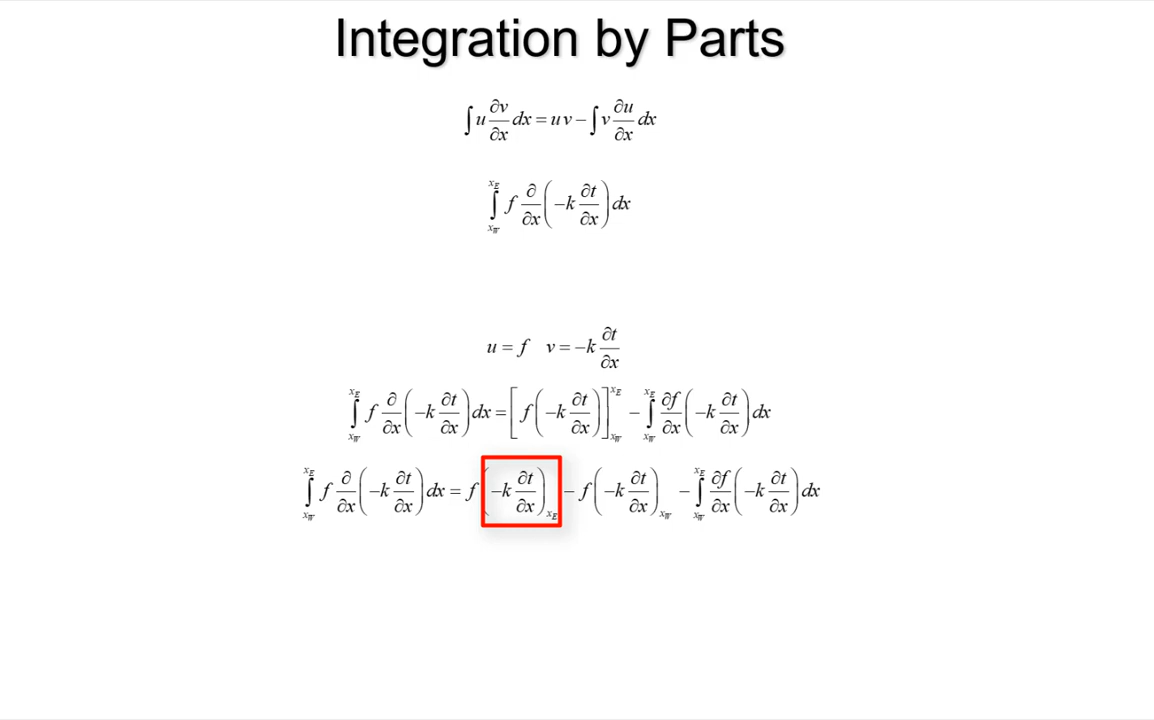 Integration by Parts
∫ u ∂v/∂x dx = uv − ∫ v ∂u/∂x dx
∫_{x_W}^{x_E} f ∂/∂x (−k ∂t/∂x) dx
u = f   v = −k ∂t/∂x
∫_{x_W}^{x_E} f ∂/∂x (−k ∂t/∂x) dx = [f (−k ∂t/∂x)]_{x_W}^{x_E} − ∫_{x_W}^{x_E} ∂f/∂x (−k ∂t/∂x) dx
∫_{x_W}^{x_E} f ∂/∂x (−k ∂t/∂x) dx = f (−k ∂t/∂x)_{x_E} − f (−k ∂t/∂x)_{x_W} − ∫_{x_W}^{x_E} ∂f/∂x (−k ∂t/∂x) dx